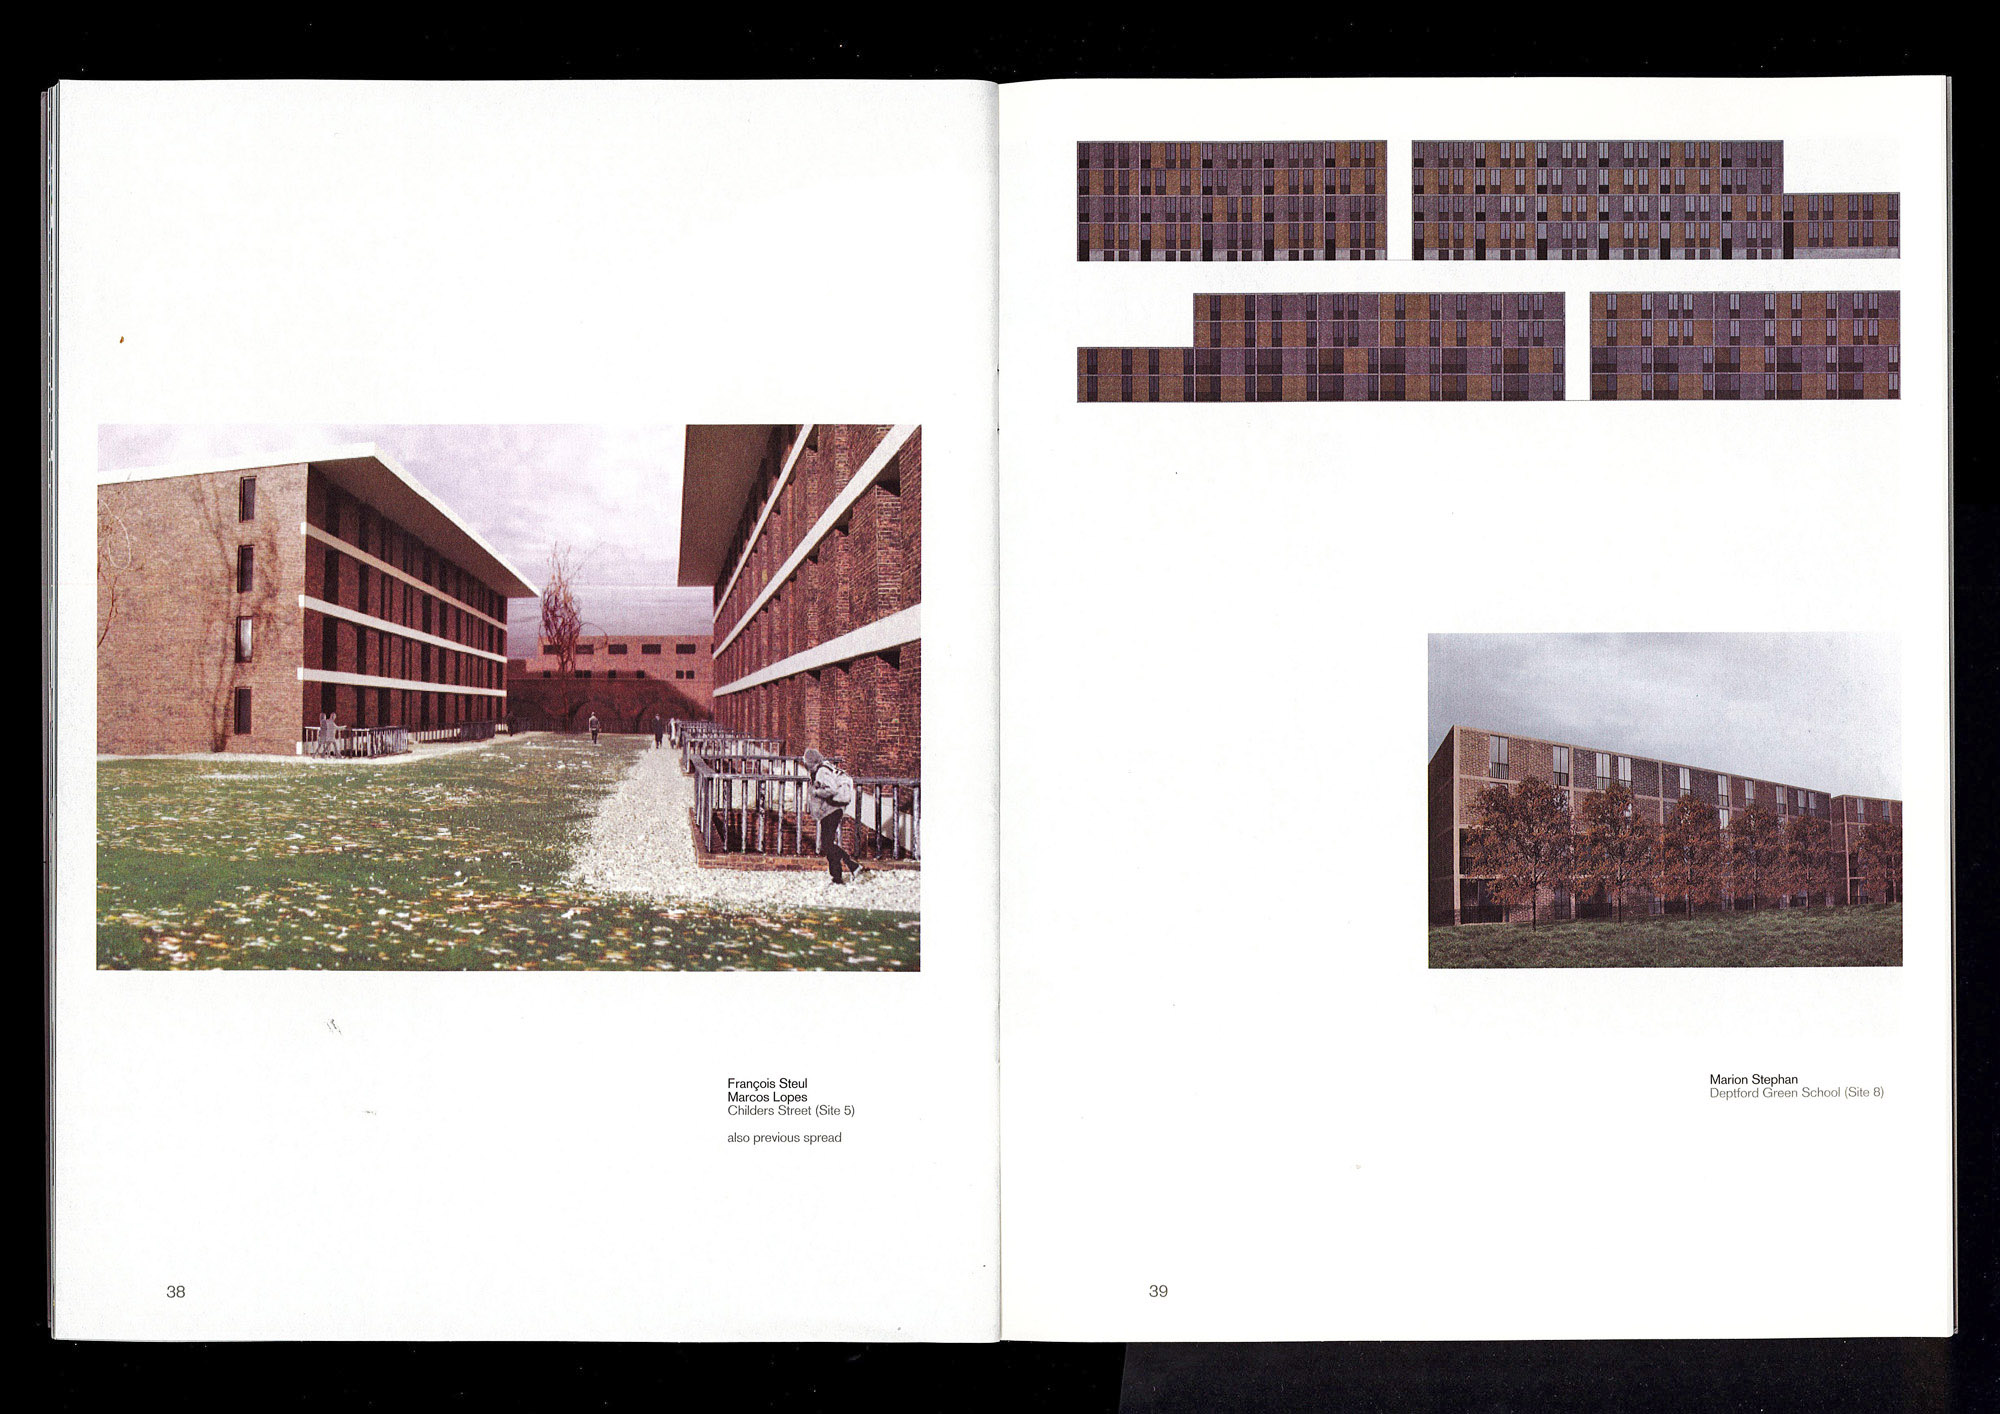 François Steul
Marcos Lopes
Childers Street (Site 5)
also previous spread
38
Marion Stephan
Deptford Green School (Site 8)
39